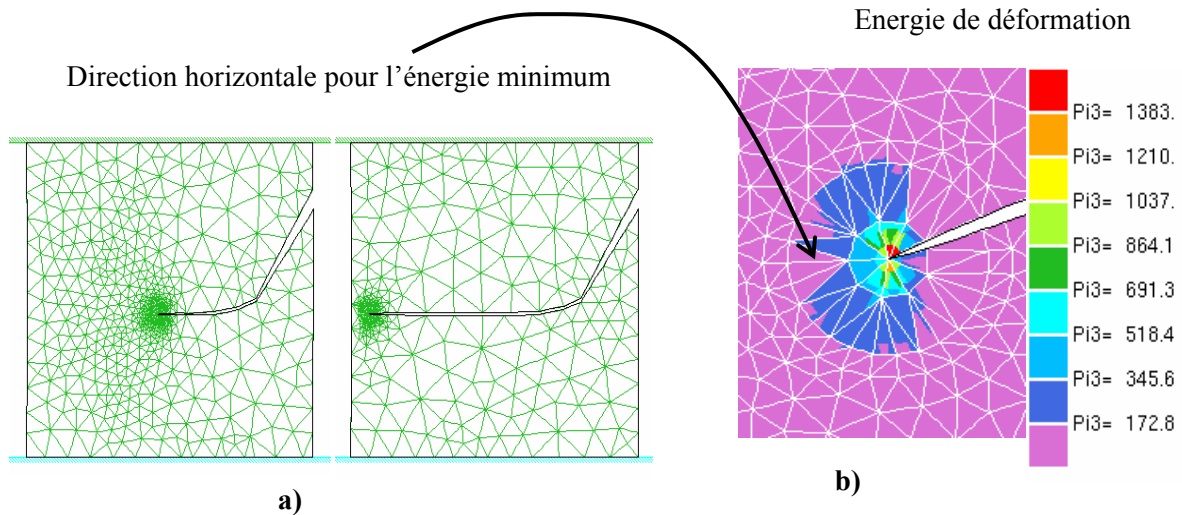 Energie de déformation
Direction horizontale pour l'énergie minimum
Pi3= 1383.
Pi3= 1210.
Pi3= 1037.
Pi3= 864.1
Pi3= 691.3
Pi3= 518.4
Pi3= 345.6
Pi3= 172.8
a)
b)